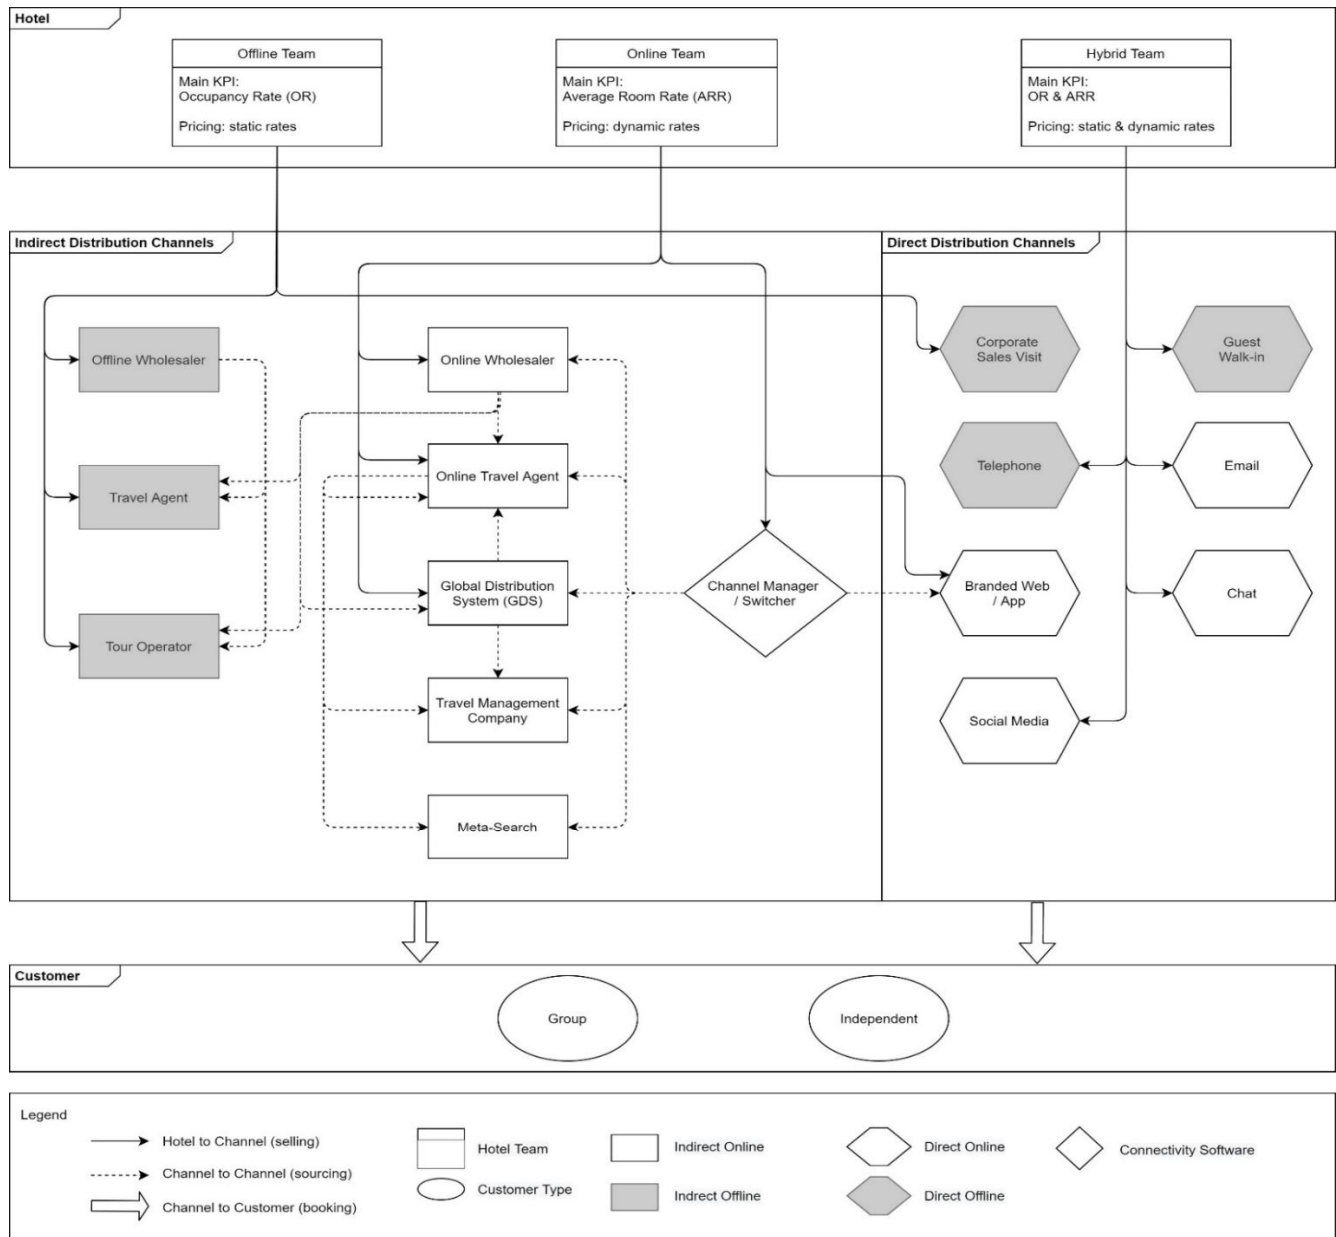 Hotel
Offline Team
Main KPI:
Occupancy Rate (OR)
Pricing: static rates
Online Team
Main KPI:
Average Room Rate (ARR)
Pricing: dynamic rates
Hybrid Team
Main KPI:
OR & ARR
Pricing: static & dynamic rates
Indirect Distribution Channels
Offline Wholesaler
Travel Agent
Tour Operator
Online Wholesaler
Online Travel Agent
Global Distribution
System (GDS)
Travel Management
Company
Meta-Search
Channel Manager
/ Switcher
Direct Distribution Channels
Corporate
Sales Visit
Guest
Walk-in
Telephone
Email
Branded Web
/ App
Chat
Social Media
Customer
Group
Independent
Legend
Hotel to Channel (selling)
Channel to Channel (sourcing)
Channel to Customer (booking)
Hotel Team
Customer Type
Indirect Online
Indirect Offline
Direct Online
Direct Offline
Connectivity Software